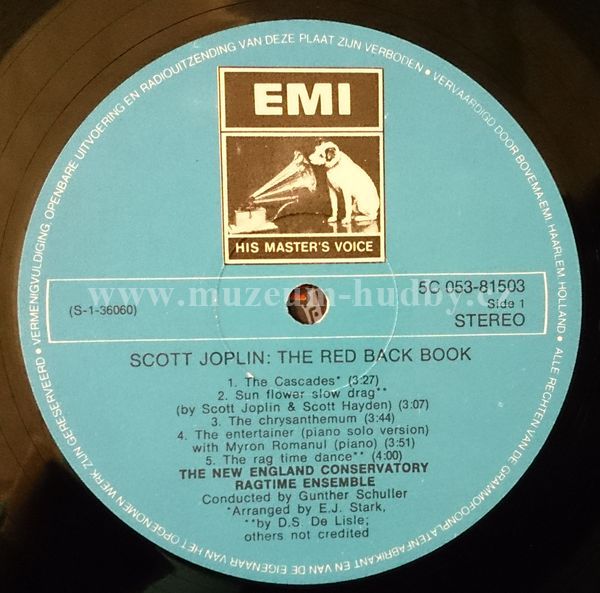 VERMENIGVULDIGING, OPENBARE UITVOERING EN RADIOUITZENDING VAN DEZE PLAAT ZIJN VERBODEN • VERVAARDIGD DOOR BOVEMA-EMI HAARLEM, HOLLAND • ALLE RECHTEN VAN DE GRAMMOFOONPLATENFABRIKANT EN VAN DE EIGENAAR VAN HET OPGENOMEN WERK ZIJN GERESERVEERD •
EMI
HIS MASTER'S VOICE
5C 053-81503
www.muzeum-hudby.c
Side 1
(S-1-36060)
STEREO
SCOTT JOPLIN: THE RED BACK BOOK
1. The Cascades* (3:27)
2. Sun flower slow drag**
(by Scott Joplin & Scott Hayden) (3:07)
3. The chrysanthemum (3:44)
4. The entertainer (piano solo version)
with Myron Romanul (piano) (3:51)
5. The rag time dance** (4:00)
THE NEW ENGLAND CONSERVATORY
RAGTIME ENSEMBLE
Conducted by Gunther Schuller
*Arranged by E.J. Stark,
**by D.S. De Lisle;
others not credited